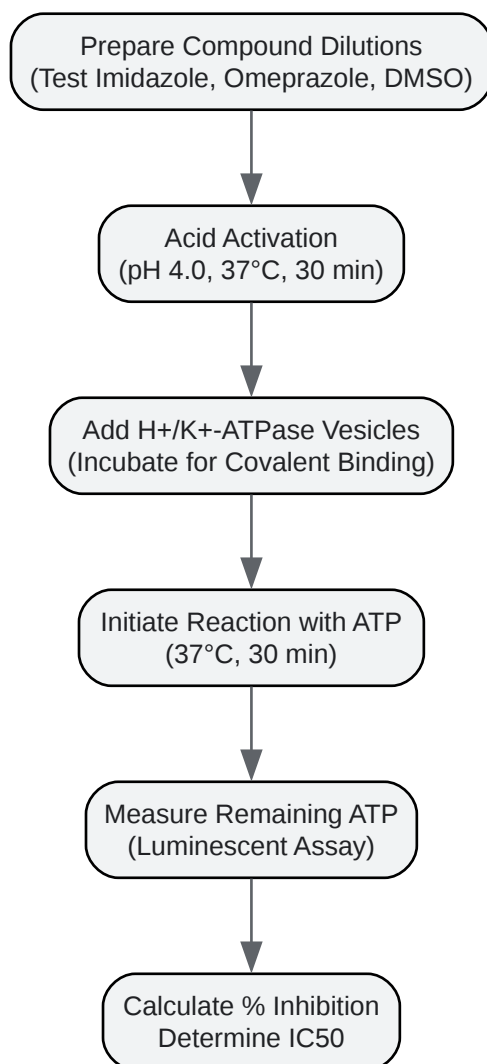 Prepare Compound Dilutions
(Test Imidazole, Omeprazole, DMSO)
Acid Activation
(pH 4.0, 37°C, 30 min)
Add H+/K+-ATPase Vesicles
(Incubate for Covalent Binding)
Initiate Reaction with ATP
(37°C, 30 min)
Measure Remaining ATP
(Luminescent Assay)
Calculate % Inhibition
Determine IC50